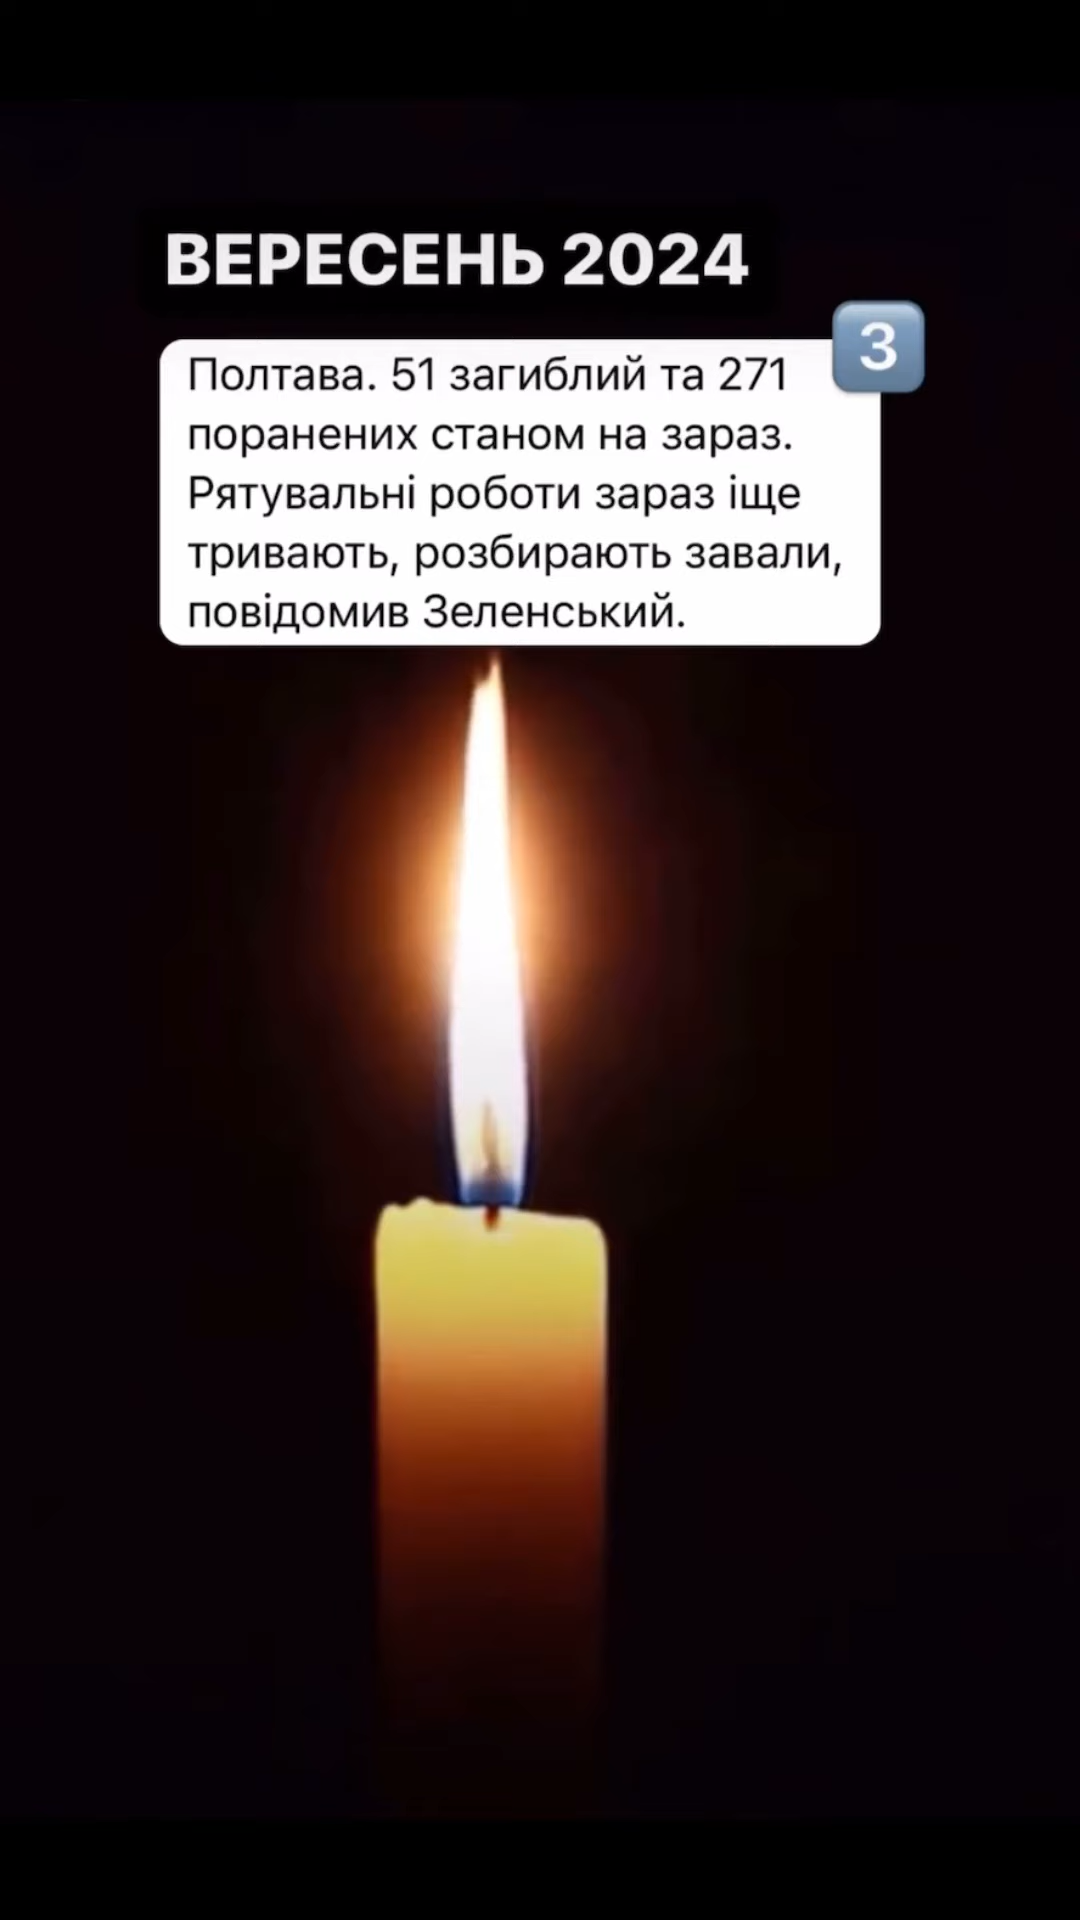 ВЕРЕСЕНЬ 2024
3
Полтава. 51 загиблий та 271
поранених станом на зараз.
Рятувальні роботи зараз іще
тривають, розбирають завали,
повідомив Зеленський.